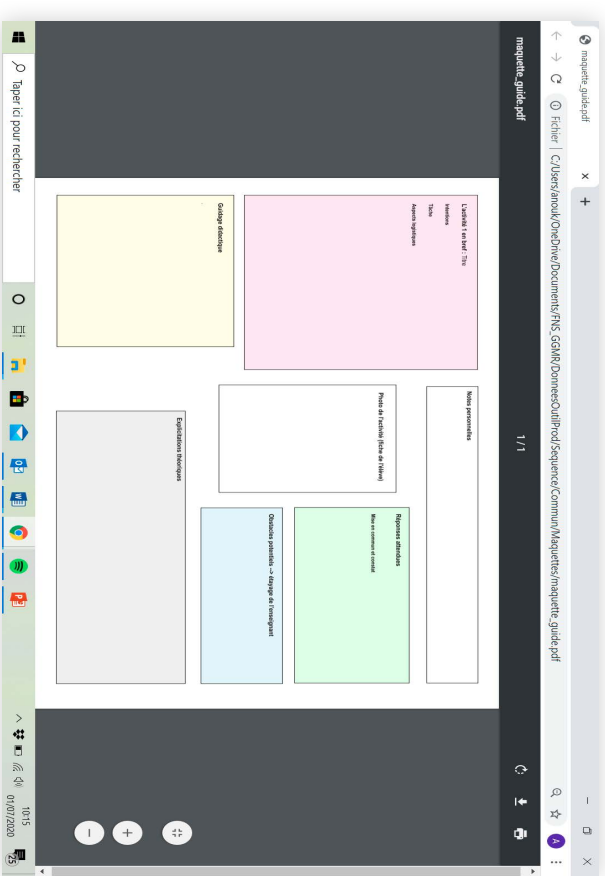 maquette_guide.pdf
Fichier | C:/Users/anouk/OneDrive/Documents/FNS_GGMR/DonneesOutilProd/Sequence/Commun/Maquettes/maquette_guide.pdf
A
maquette_guide.pdf
1 / 1
L'activité 1 en bref : Titre
Intentions
Tâche
Aspects logistiques
Notes personnelles
Photo de l'activité (fiche de l'élève)
Réponses attendues
Mise en commun et constat
Guidage didactique
Obstacles potentiels --> étayage de l'enseignant
Explicitations théoriques
Taper ici pour rechercher
10:15
01/07/2020
25